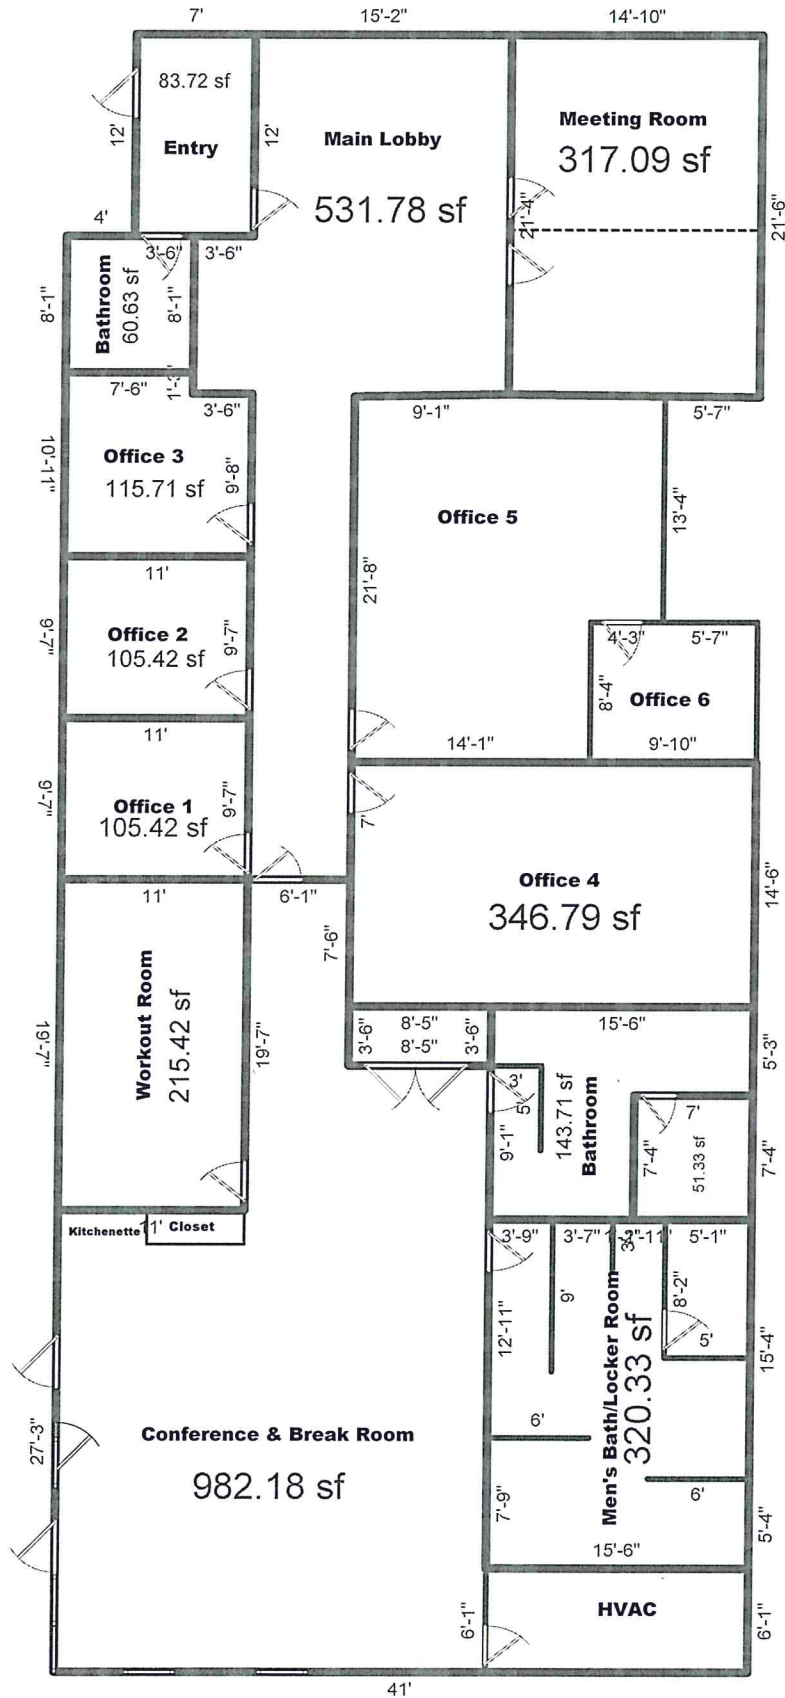 7' 15'-2" 14'-10"
83.72 sf
12'
Entry
12'
Main Lobby
531.78 sf
Meeting Room
317.09 sf
21'-4"
21'-6"
4'
3'-6" 3'-6"
8'-1"
Bathroom
60.63 sf
8'-1"
7'-6"
3'-6"
9'-1"
5'-7"
10'-11"
Office 3
115.71 sf
9'-8"
Office 5
13'-4"
11'
21'-8"
9'-7"
Office 2
105.42 sf
9'-7"
4'-3" 5'-7"
8'-4"
Office 6
11'
14'-1" 9'-10"
9'-7"
Office 1
105.42 sf
9'-7"
7'
11'
6'-1"
Office 4
346.79 sf
14'-6"
7'-6"
Workout Room
215.42 sf
19'-7"
19'-7"
3'-6"
8'-5"
8'-5"
3'-6"
15'-6"
5'-3"
3'
5'
9'-1"
143.71 sf
Bathroom
7'
7'-4"
51.33 sf
7'-4"
Kitchenette
11'
Closet
3'-9" 3'-7"
5'-1"
12'-11"
9'
8'-2"
5'
15'-4"
Men's Bath/Locker Room
320.33 sf
6'
27'-3"
Conference & Break Room
982.18 sf
6'
7'-9"
5'-4"
15'-6"
HVAC
6'-1"
6'-1"
41'